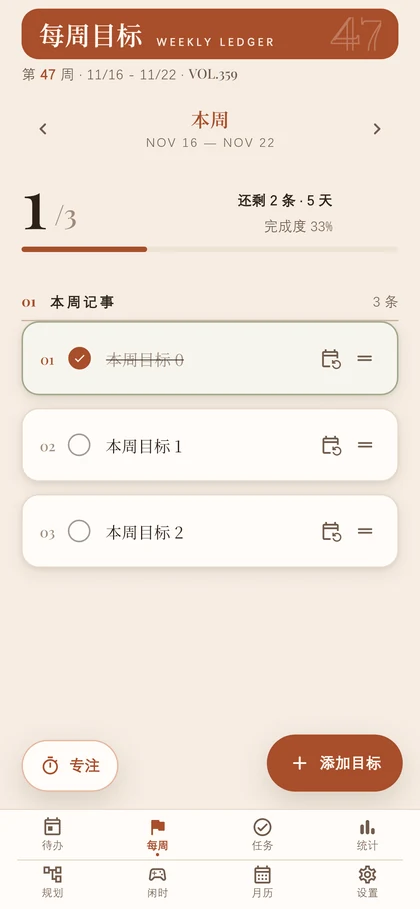 每周目标 WEEKLY LEDGER 47
第 47 周 · 11/16 - 11/22 · VOL.359
本周
NOV 16 — NOV 22
1 /3
还剩 2 条 · 5 天
完成度 33%
01 本周记事 3 条
01 本周目标 0
02 本周目标 1
03 本周目标 2
专注 添加目标
待办 每周 任务 统计
规划 闲时 月历 设置